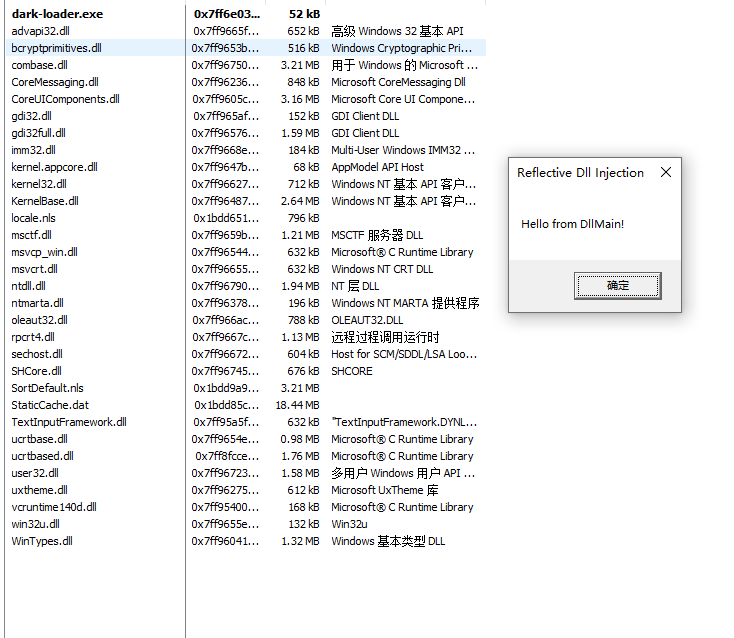 dark-loader.exe 0x7ff6e03... 52 kB
advapi32.dll 0x7ff9665f... 652 kB 高级 Windows 32 基本 API
bcryptprimitives.dll 0x7ff9653b... 516 kB Windows Cryptographic Pri...
combase.dll 0x7ff96750... 3.21 MB 用于 Windows 的 Microsoft ...
CoreMessaging.dll 0x7ff96236... 848 kB Microsoft CoreMessaging Dll
CoreUIComponents.dll 0x7ff9605c... 3.16 MB Microsoft Core UI Compone...
gdi32.dll 0x7ff965af... 152 kB GDI Client DLL
gdi32full.dll 0x7ff96576... 1.59 MB GDI Client DLL
imm32.dll 0x7ff9668e... 184 kB Multi-User Windows IMM32 ...
kernel.appcore.dll 0x7ff9647b... 68 kB AppModel API Host
kernel32.dll 0x7ff96627... 712 kB Windows NT 基本 API 客户...
KernelBase.dll 0x7ff96487... 2.64 MB Windows NT 基本 API 客户...
locale.nls 0x1bdd651... 796 kB
msctf.dll 0x7ff9659b... 1.21 MB MSCTF 服务器 DLL
msvcp_win.dll 0x7ff96544... 632 kB Microsoft® C Runtime Library
msvcrt.dll 0x7ff96655... 632 kB Windows NT CRT DLL
ntdll.dll 0x7ff96790... 1.94 MB NT 层 DLL
ntmarta.dll 0x7ff96378... 196 kB Windows NT MARTA 提供程序
oleaut32.dll 0x7ff966ac... 788 kB OLEAUT32.DLL
rpcrt4.dll 0x7ff9667c... 1.13 MB 远程过程调用运行时
sechost.dll 0x7ff96672... 604 kB Host for SCM/SDDL/LSA Loo...
SHCore.dll 0x7ff96745... 676 kB SHCORE
SortDefault.nls 0x1bdd9a9... 3.21 MB
StaticCache.dat 0x1bdd85c... 18.44 MB
TextInputFramework.dll 0x7ff95a5f... 632 kB "TextInputFramework.DYNL...
ucrtbase.dll 0x7ff9654e... 0.98 MB Microsoft® C Runtime Library
ucrtbased.dll 0x7ff8fcce... 1.76 MB Microsoft® C Runtime Library
user32.dll 0x7ff96723... 1.58 MB 多用户 Windows 用户 API ...
uxtheme.dll 0x7ff96275... 612 kB Microsoft UxTheme 库
vcruntime140d.dll 0x7ff95400... 168 kB Microsoft® C Runtime Library
win32u.dll 0x7ff9655e... 132 kB Win32u
WinTypes.dll 0x7ff96041... 1.32 MB Windows 基本类型 DLL
Reflective Dll Injection
Hello from DllMain!
确定